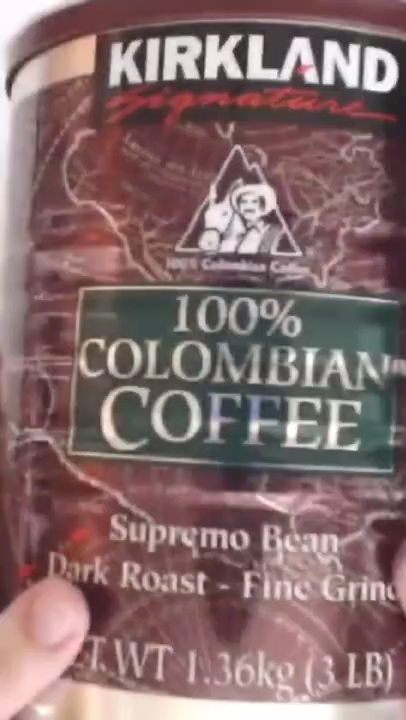 KIRKLAND
Signature
100% Colombian Coffee
100%
COLOMBIAN
COFFEE
Supremo Bean
Dark Roast - Fine Grind
T. WT 1.36kg (3 LB)